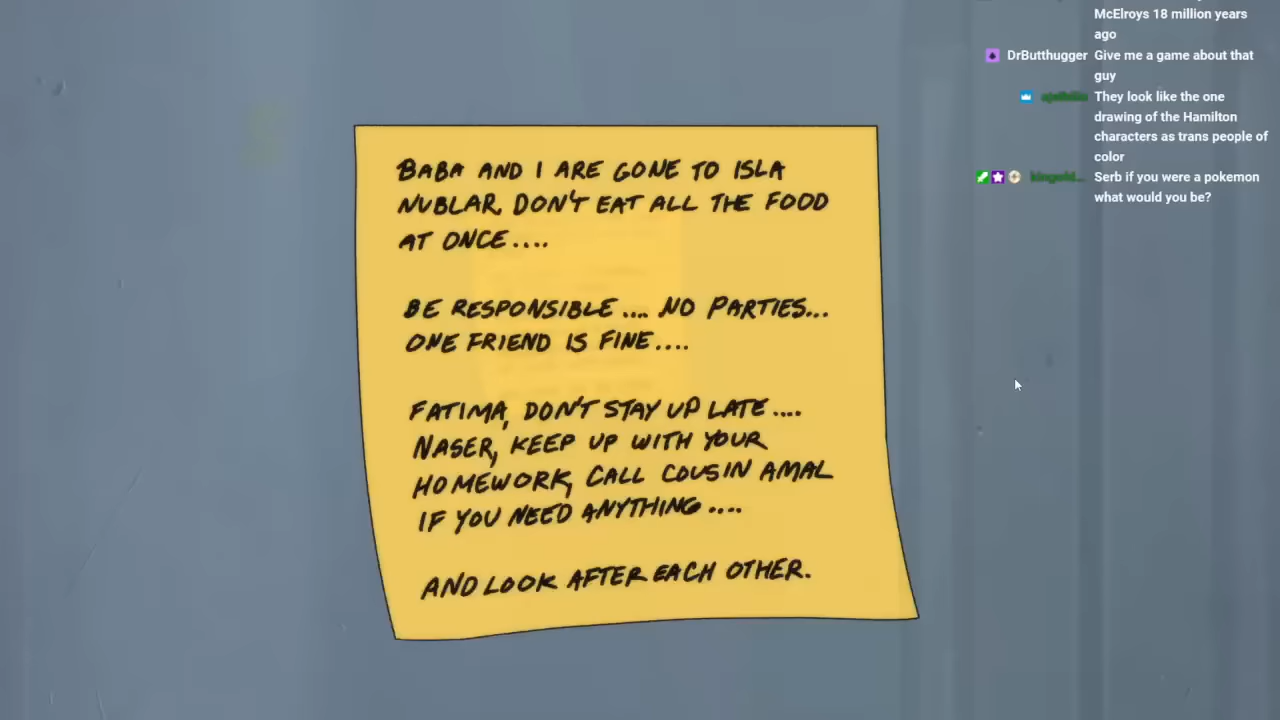 BABA AND I ARE GONE TO ISLA
NUBLAR, DON'T EAT ALL THE FOOD
AT ONCE....
BE RESPONSIBLE.... NO PARTIES...
ONE FRIEND IS FINE....
FATIMA, DON'T STAY UP LATE....
NASER, KEEP UP WITH YOUR
HOMEWORK, CALL COUSIN AMAL
IF YOU NEED ANYTHING....
AND LOOK AFTER EACH OTHER.
McElroys 18 million years
ago
DrButthugger Give me a game about that
guy
They look like the one
drawing of the Hamilton
characters as trans people of
color
Serb if you were a pokemon
what would you be?